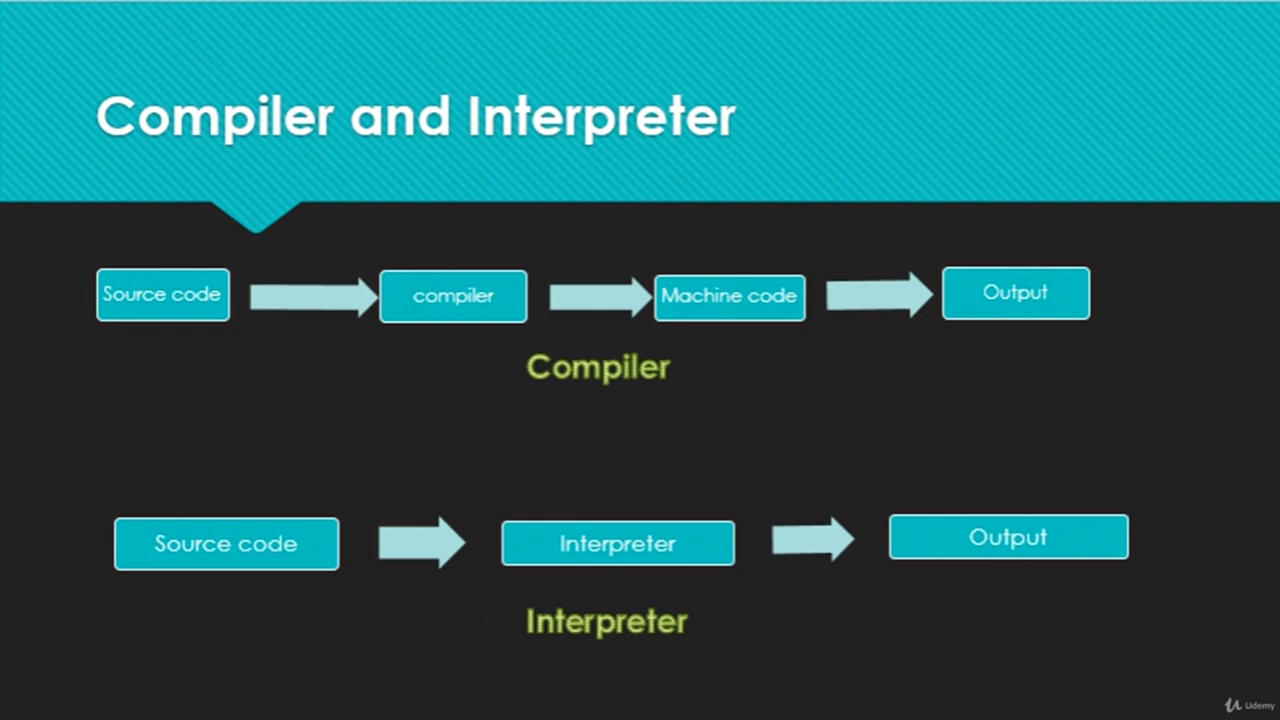 Compiler and Interpreter
Source code
compiler
Machine code
Output
Compiler
Source code
Interpreter
Output
Interpreter
Udemy